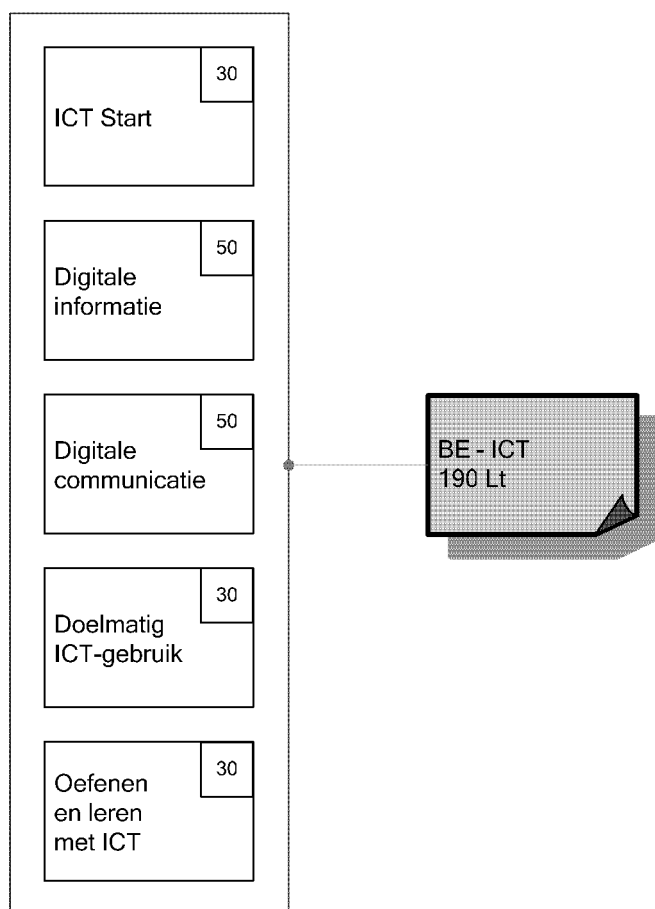 30
ICT Start
50
Digitale
informatie
50
Digitale
communicatie
30
Doelmatig
ICT-gebruik
30
Oefenen
en leren
met ICT
BE - ICT
190 Lt